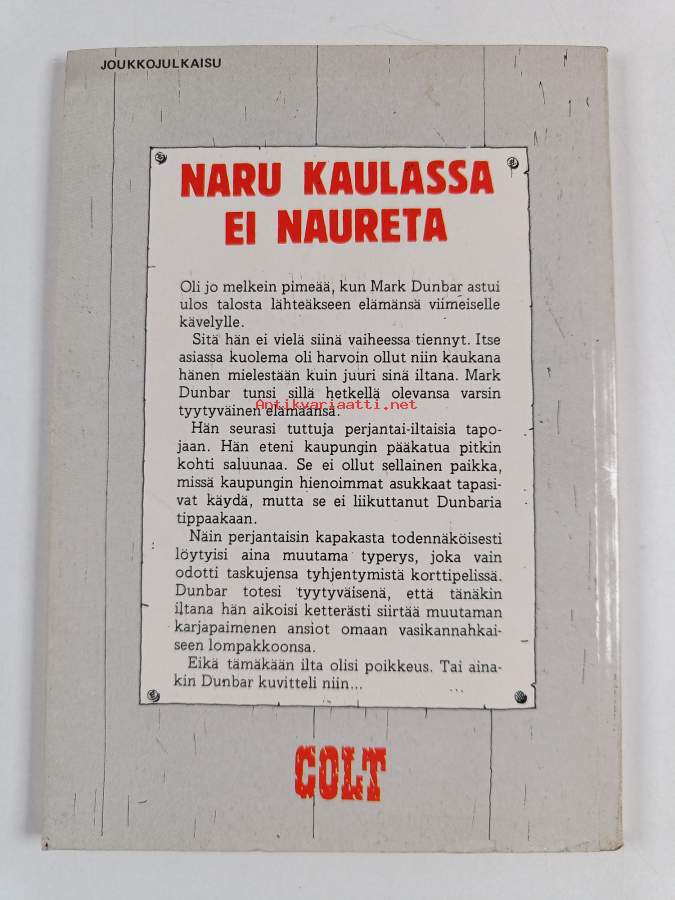 JOUKKOJULKAISU
NARU KAULASSA
EI NAURETA
Oli jo melkein pimeää, kun Mark Dunbar astui
ulos talosta lähteäkseen elämänsä viimeiselle
kävelylle.
Sitä hän ei vielä siinä vaiheessa tiennyt. Itse
asiassa kuolema oli harvoin ollut niin kaukana
hänen mielestään kuin juuri sinä iltana. Mark
Dunbar tunsi sillä hetkellä olevansa varsin
tyytyväinen elämäänsä.
Antikvariaatti.net
Hän seurasi tuttuja perjantai-iltaisia tapo-
jaan. Hän eteni kaupungin pääkatua pitkin
kohti saluunaa. Se ei ollut sellainen paikka,
missä kaupungin hienoimmat asukkaat tapasi-
vat käydä, mutta se ei liikuttanut Dunbaria
tippaakaan.
Näin perjantaisin kapakasta todennäköisesti
löytyisi aina muutama typerys, joka vain
odotti taskujensa tyhjentymistä korttipelissä.
Dunbar totesi tyytyväisenä, että tänäkin
iltana hän aikoisi ketterästi siirtää muutaman
karjapaimenen ansiot omaan vasikannahkai-
seen lompakkoonsa.
Eikä tämäkään ilta olisi poikkeus. Tai aina-
kin Dunbar kuvitteli niin...
COLT